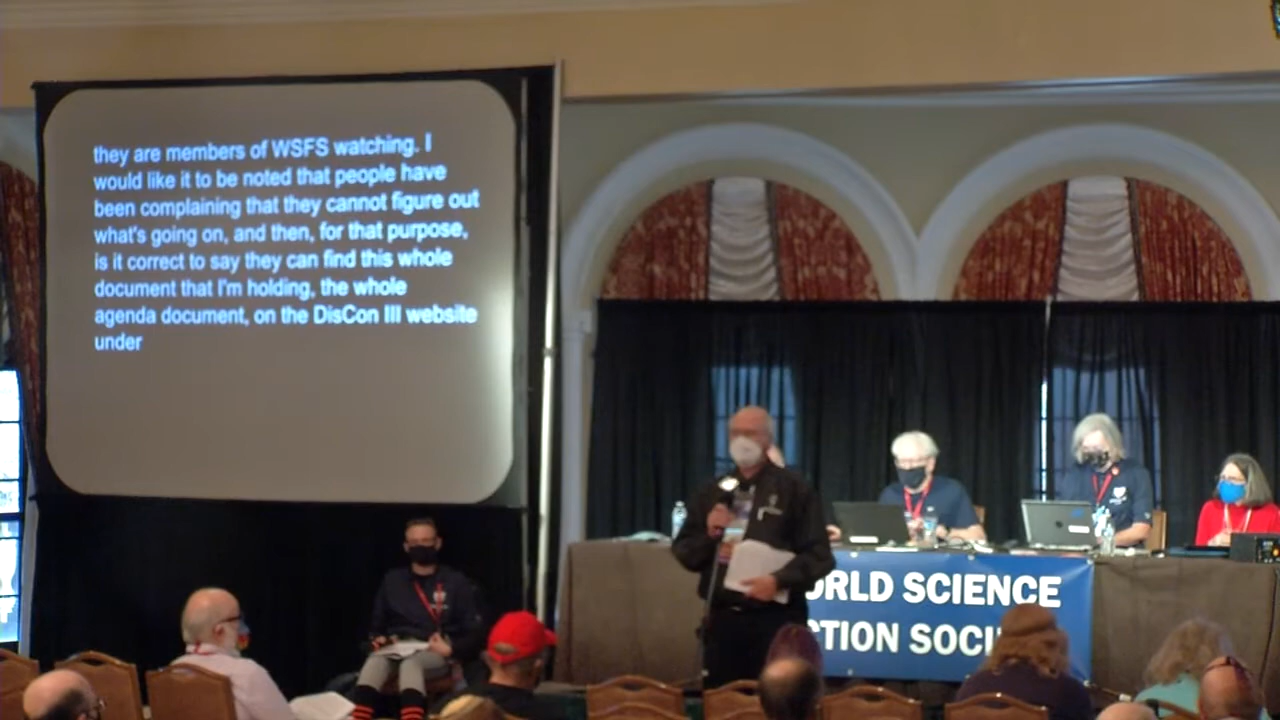 they are members of WSFS watching. I
would like it to be noted that people have
been complaining that they cannot figure out
what's going on, and then, for that purpose,
is it correct to say they can find this whole
document that I'm holding, the whole
agenda document, on the DisCon III website
under
ORLD SCIENCE
CTION SOCI